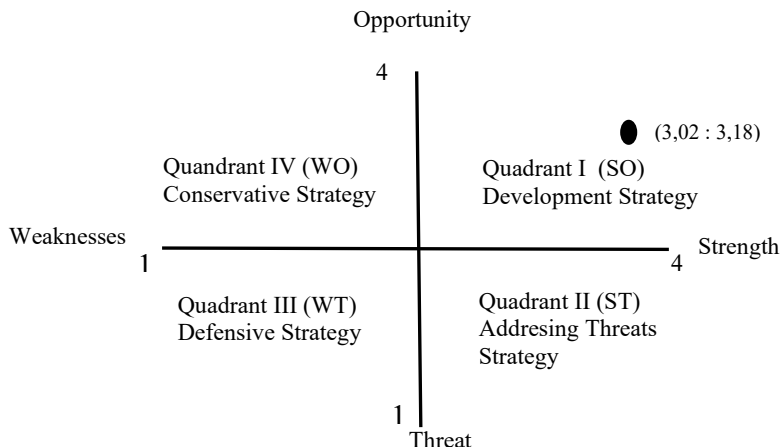 Opportunity
4
(3,02 : 3,18)
Quandrant IV (WO)
Conservative Strategy
Quadrant I (SO)
Development Strategy
Weaknesses
1
Strength
4
Quadrant III (WT)
Defensive Strategy
Quadrant II (ST)
Addresing Threats
Strategy
1
Threat